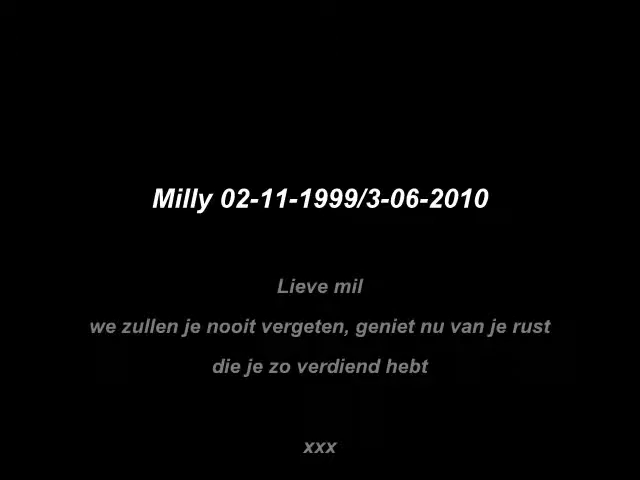 Milly 02-11-1999/3-06-2010
Lieve mil
we zullen je nooit vergeten, geniet nu van je rust
die je zo verdiend hebt
xxx